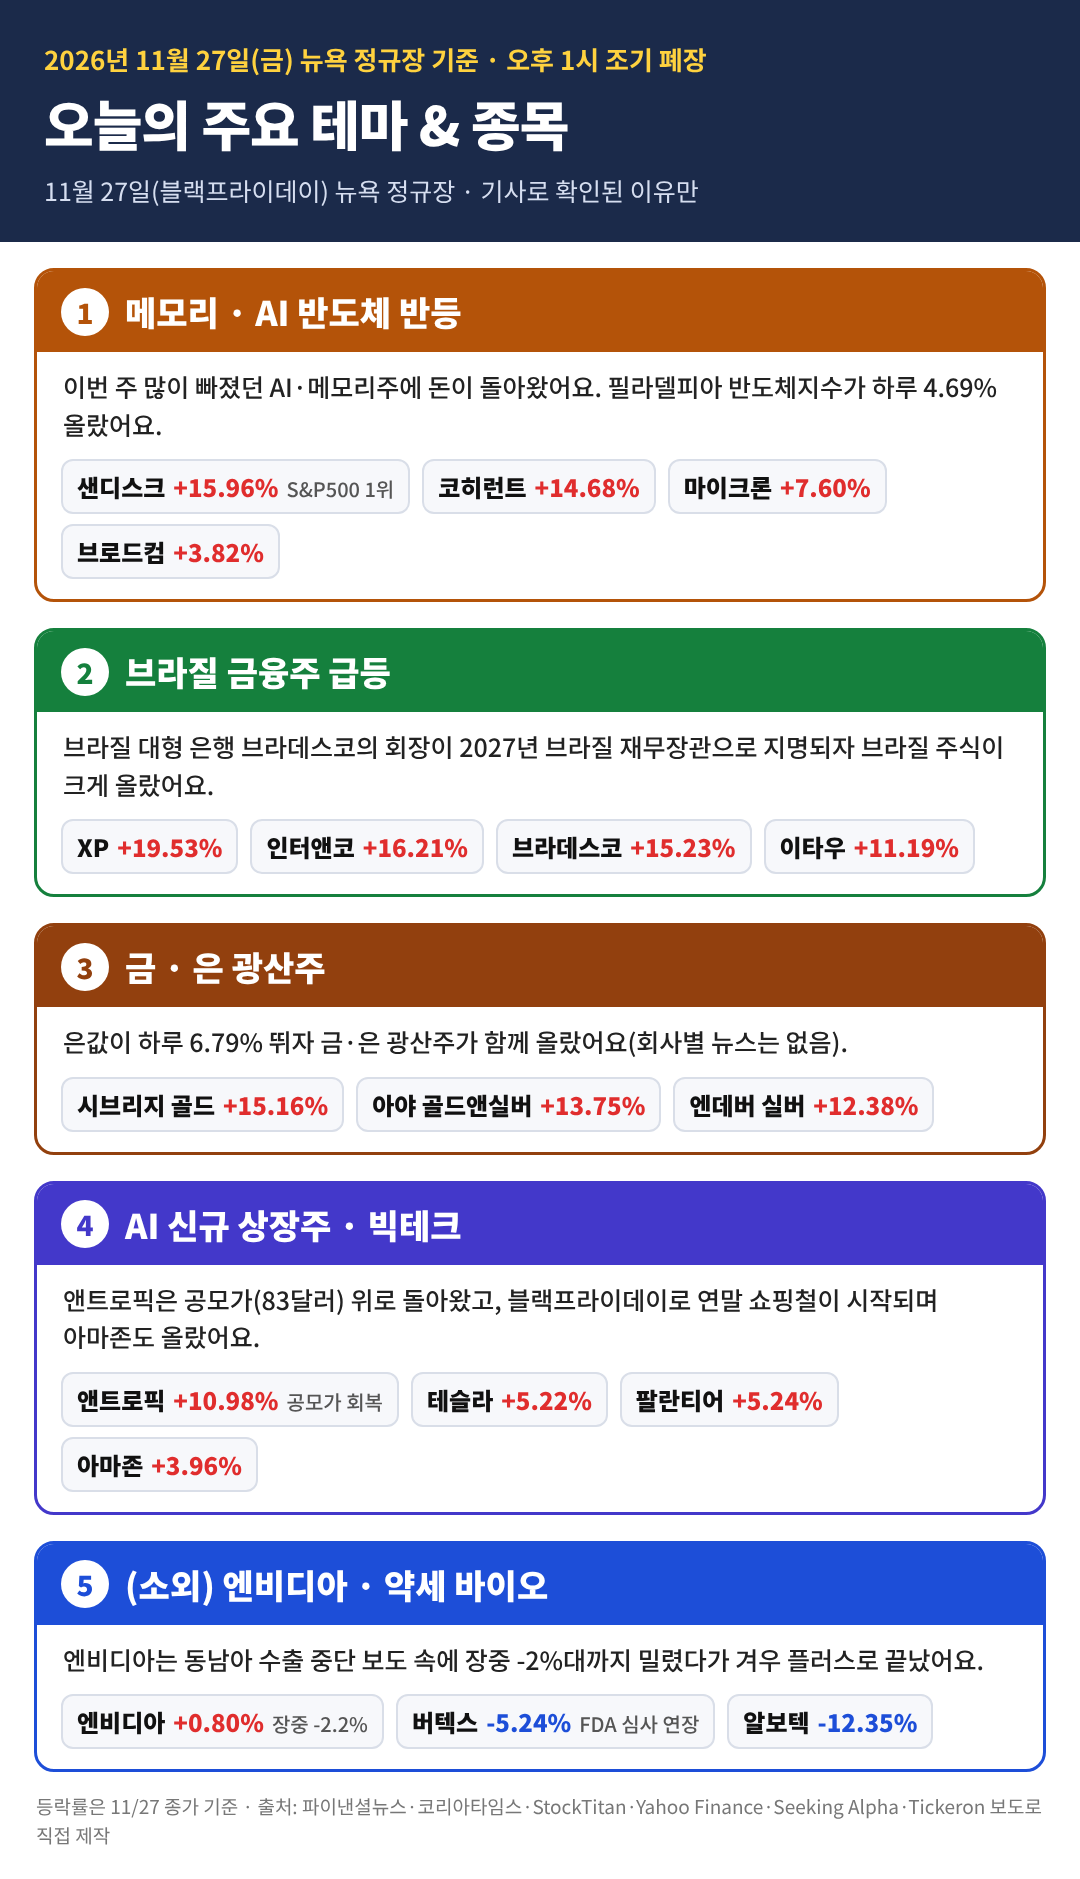 2026년 11월 27일(금) 뉴욕 정규장 기준 · 오후 1시 조기 폐장
오늘의 주요 테마 & 종목
11월 27일(블랙프라이데이) 뉴욕 정규장 · 기사로 확인된 이유만
1 메모리 · AI 반도체 반등
이번 주 많이 빠졌던 AI·메모리주에 돈이 돌아왔어요. 필라델피아 반도체지수가 하루 4.69%
올랐어요.
샌디스크 +15.96% S&P500 1위 코히런트 +14.68% 마이크론 +7.60%
브로드컴 +3.82%
2 브라질 금융주 급등
브라질 대형 은행 브라데스코의 회장이 2027년 브라질 재무장관으로 지명되자 브라질 주식이
크게 올랐어요.
XP +19.53% 인터앤코 +16.21% 브라데스코 +15.23% 이타우 +11.19%
3 금 · 은 광산주
은값이 하루 6.79% 뛰자 금·은 광산주가 함께 올랐어요(회사별 뉴스는 없음).
시브리지 골드 +15.16% 아야 골드앤실버 +13.75% 엔데버 실버 +12.38%
4 AI 신규 상장주 · 빅테크
앤트로픽은 공모가(83달러) 위로 돌아왔고, 블랙프라이데이로 연말 쇼핑철이 시작되며
아마존도 올랐어요.
앤트로픽 +10.98% 공모가 회복 테슬라 +5.22% 팔란티어 +5.24%
아마존 +3.96%
5 (소외) 엔비디아 · 약세 바이오
엔비디아는 동남아 수출 중단 보도 속에 장중 -2%대까지 밀렸다가 겨우 플러스로 끝났어요.
엔비디아 +0.80% 장중 -2.2% 버텍스 -5.24% FDA 심사 연장 알보텍 -12.35%
등락률은 11/27 종가 기준 · 출처: 파이낸셜뉴스·코리아타임스·StockTitan·Yahoo Finance·Seeking Alpha·Tickeron 보도로
직접 제작